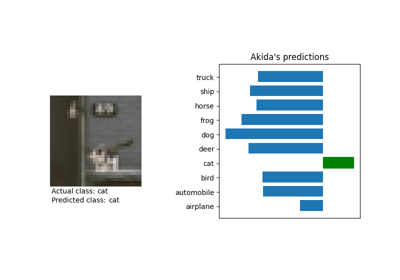 Akida's predictions
truck
ship
horse
frog
dog
deer
cat
bird
automobile
airplane
Actual class: cat
Predicted class: cat